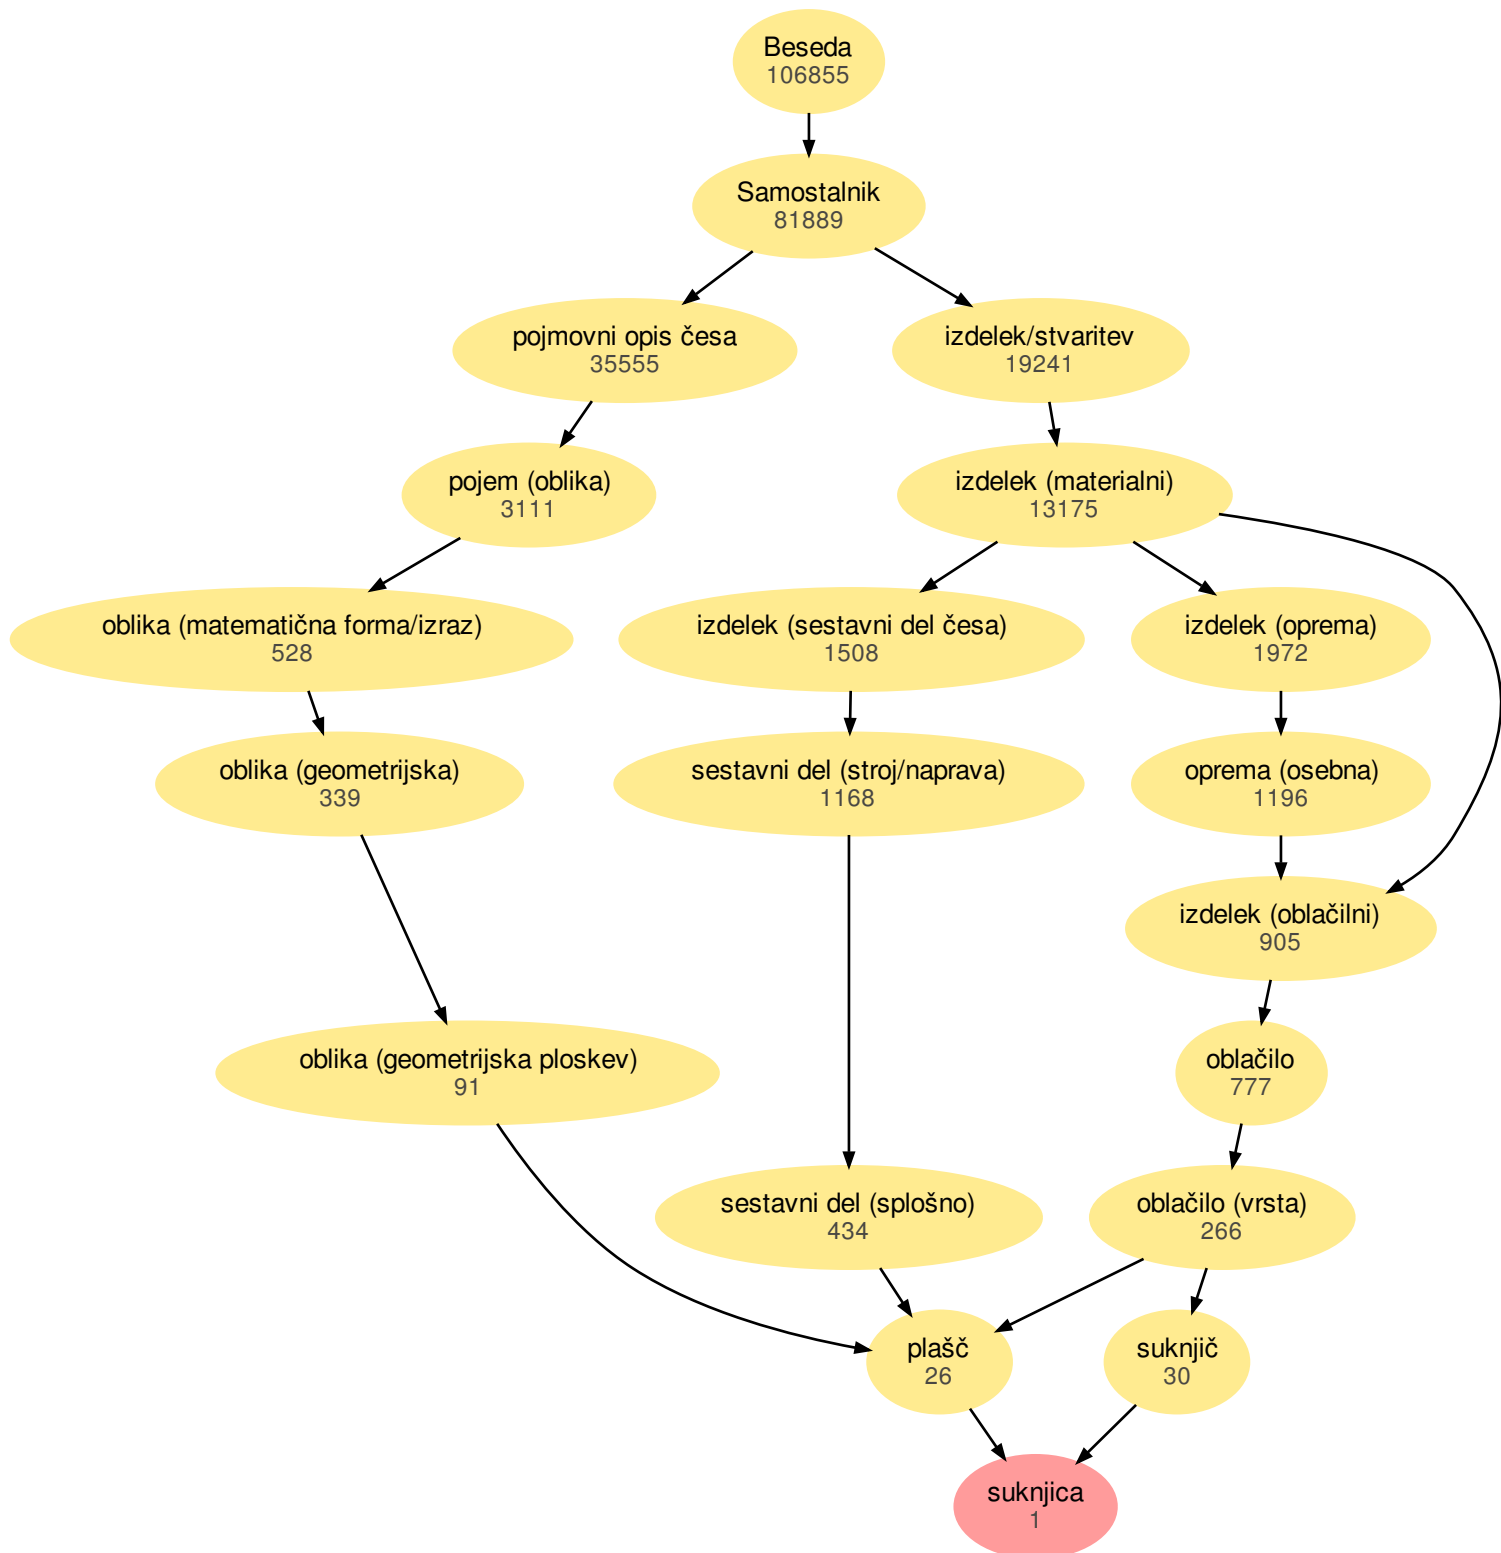 Beseda
106855
Samostalnik
81889
pojmovni opis česa
35555
izdelek/stvaritev
19241
pojem (oblika)
3111
izdelek (materialni)
13175
oblika (matematična forma/izraz)
528
izdelek (sestavni del česa)
1508
izdelek (oprema)
1972
oblika (geometrijska)
339
sestavni del (stroj/naprava)
1168
oprema (osebna)
1196
izdelek (oblačilni)
905
oblika (geometrijska ploskev)
91
oblačilo
777
sestavni del (splošno)
434
oblačilo (vrsta)
266
plašč
26
suknjič
30
suknjica
1